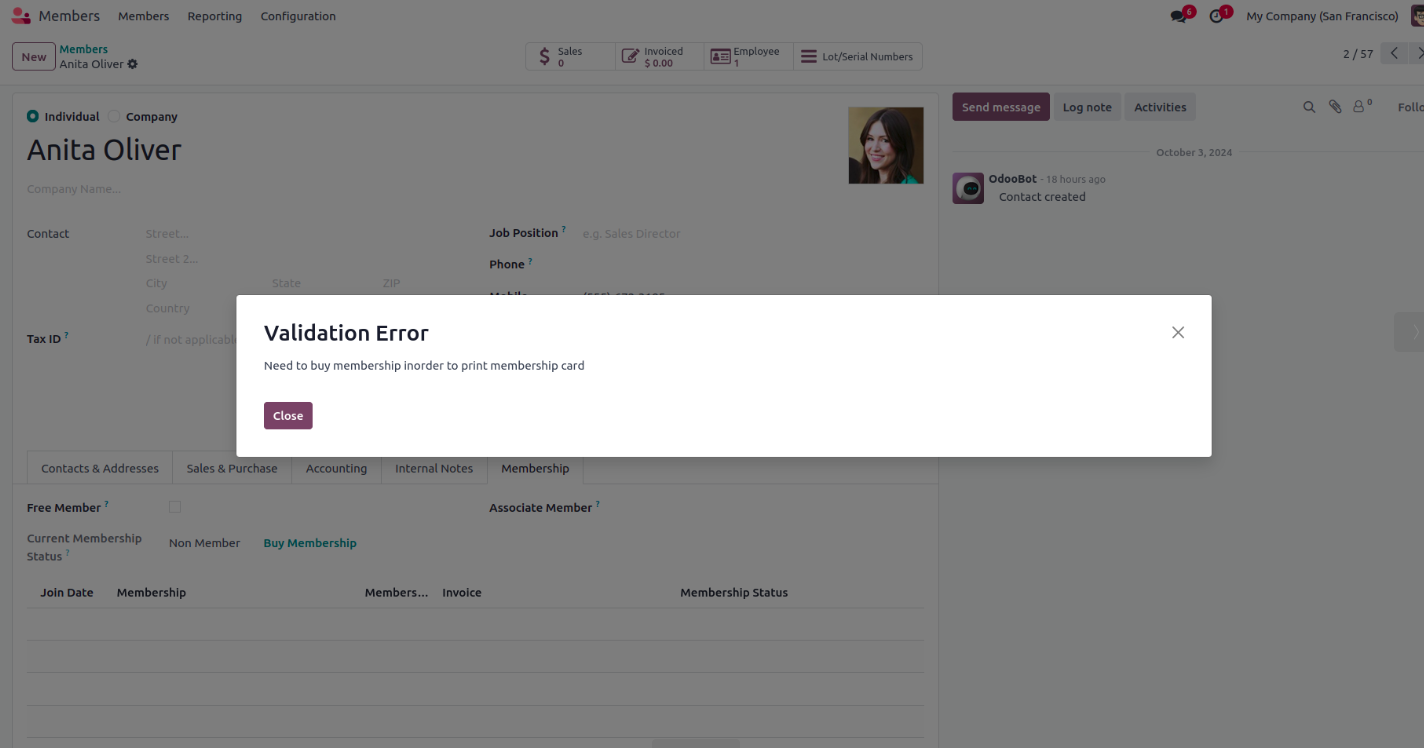 Members Members Reporting Configuration 6 1 My Company (San Francisco)
New Members
Anita Oliver
Sales 0
Invoiced $ 0.00
Employee 1
Lot/Serial Numbers
2 / 57
Send message Log note Activities 0 Follo
Individual Company
Anita Oliver
Company Name...
October 3, 2024
OdooBot - 18 hours ago
Contact created
Contact Street...
Street 2...
City State ZIP
Country
Tax ID ? / if not applicable
Job Position ? e.g. Sales Director
Phone ?
Validation Error
Need to buy membership inorder to print membership card
Close
Contacts & Addresses Sales & Purchase Accounting Internal Notes Membership
Free Member ? Associate Member ?
Current Membership
Status ? Non Member Buy Membership
Join Date Membership Members... Invoice Membership Status